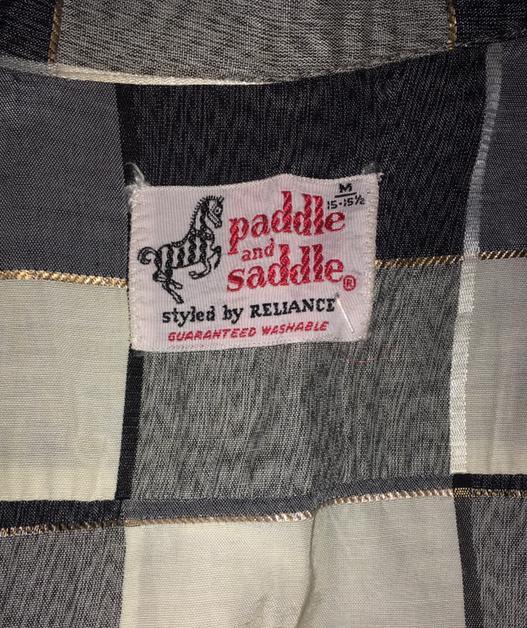 M
15-15½
paddle
and
saddle®
styled by RELIANCE
GUARANTEED WASHABLE